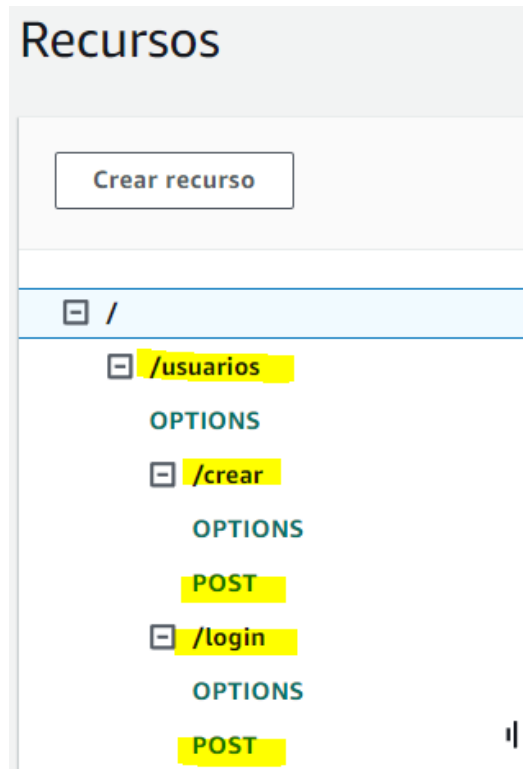 Recursos
Crear recurso
/
/usuarios
OPTIONS
/crear
OPTIONS
POST
/login
OPTIONS
POST